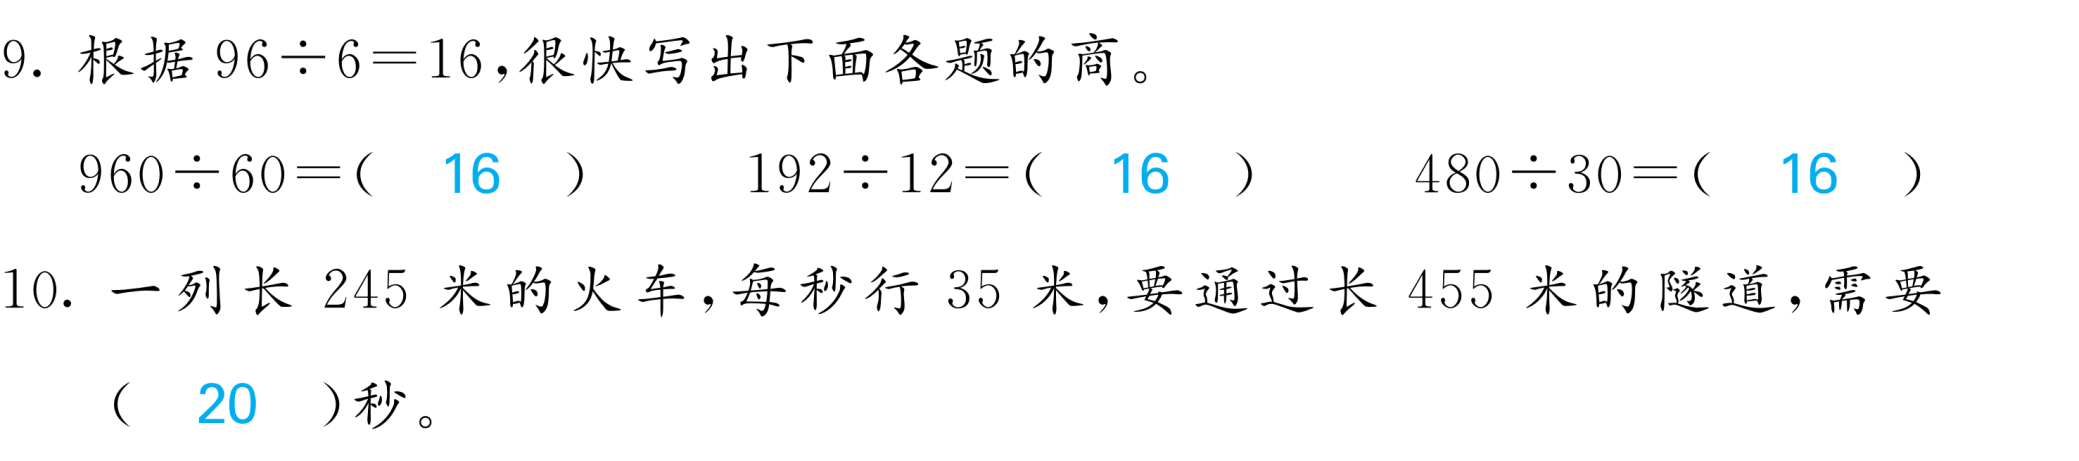 9. 根据 96÷6=16,很快写出下面各题的商。
960÷60=( 16 ) 192÷12=( 16 ) 480÷30=( 16 )
10. 一列长 245 米的火车,每秒行 35 米,要通过长 455 米的隧道,需要
( 20 )秒。